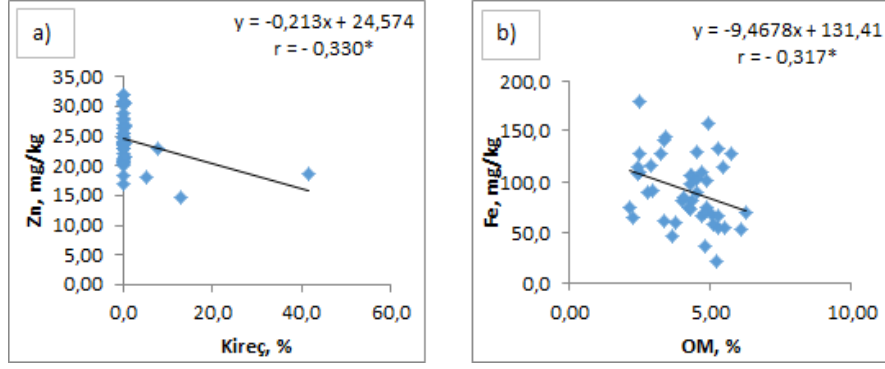 a)
y = -0,213x + 24,574
r = - 0,330*
Zn, mg/kg
35,00
30,00
25,00
20,00
15,00
10,00
5,00
0,00
0,0 20,0 40,0 60,0
Kireç, %
b)
y = -9,4678x + 131,41
r = - 0,317*
Fe, mg/kg
200,0
150,0
100,0
50,0
0,0
0,00 5,00 10,00
OM, %